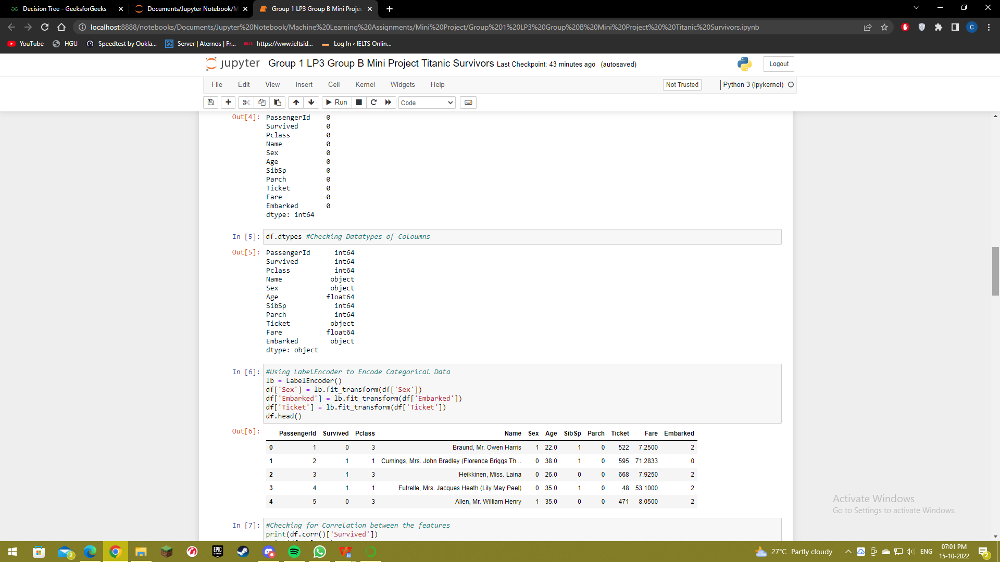 Decision Tree - GeeksforGeeks
Documents/Jupyter Notebook/M
Group 1 LP3 Group B Mini Projec
localhost:8888/notebooks/Documents/Jupyter%20Notebook/Machine%20Learning%20Assignments/Mini%20Project/Group%201%20LP3%20Group%20B%20Mini%20Project%20%20Titanic%20Survivors.ipynb
C
YouTube
HGU
Speedtest by Ookla...
Server | Aternos | Fr...
IELTS https://www.ieltsid...
Log In ‹ IELTS Onlin...
jupyter Group 1 LP3 Group B Mini Project Titanic Survivors Last Checkpoint: 43 minutes ago (autosaved)
Logout
File Edit View Insert Cell Kernel Widgets Help
Not Trusted
Python 3 (ipykernel)
Run
Code
Out[4]: PassengerId 0
Survived 0
Pclass 0
Name 0
Sex 0
Age 0
SibSp 0
Parch 0
Ticket 0
Fare 0
Embarked 0
dtype: int64
In [5]: df.dtypes #Checking Datatypes of Coloumns
Out[5]: PassengerId int64
Survived int64
Pclass int64
Name object
Sex object
Age float64
SibSp int64
Parch int64
Ticket object
Fare float64
Embarked object
dtype: object
In [6]: #Using LabelEncoder to Encode Categorical Data
lb = LabelEncoder()
df['Sex'] = lb.fit_transform(df['Sex'])
df['Embarked'] = lb.fit_transform(df['Embarked'])
df['Ticket'] = lb.fit_transform(df['Ticket'])
df.head()
Out[6]: PassengerId Survived Pclass Name Sex Age SibSp Parch Ticket Fare Embarked
0 1 0 3 Braund, Mr. Owen Harris 1 22.0 1 0 522 7.2500 2
1 2 1 1 Cumings, Mrs. John Bradley (Florence Briggs Th... 0 38.0 1 0 595 71.2833 0
2 3 1 3 Heikkinen, Miss. Laina 0 26.0 0 0 668 7.9250 2
3 4 1 1 Futrelle, Mrs. Jacques Heath (Lily May Peel) 0 35.0 1 0 48 53.1000 2
4 5 0 3 Allen, Mr. William Henry 1 35.0 0 0 471 8.0500 2
In [7]: #Checking for Correlation between the features
print(df.corr()['Survived'])
Activate Windows
Go to Settings to activate Windows.
2
EPIC GAMES
27°C Partly cloudy
ENG
07:01 PM
15-10-2022
2